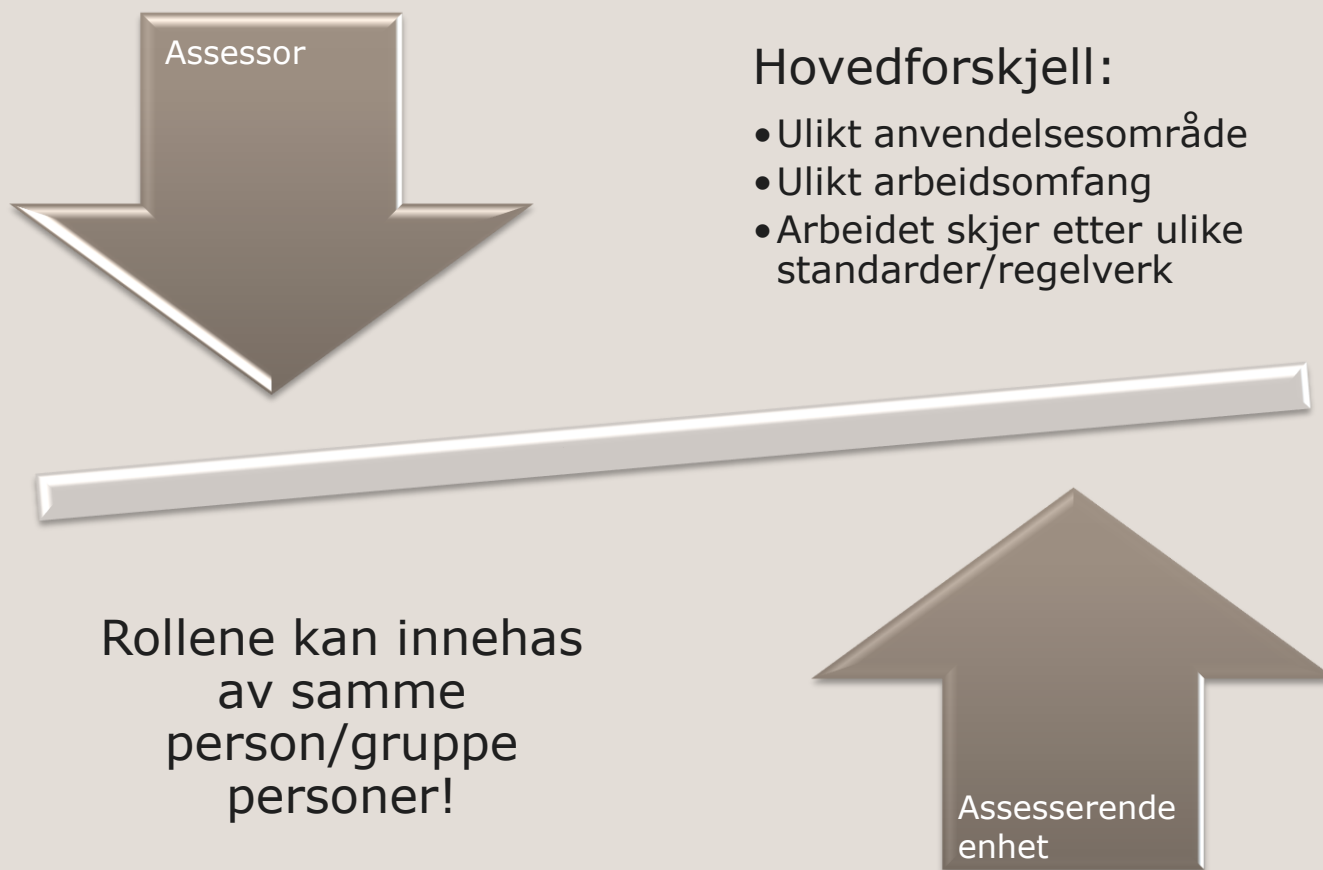 Assessor
Hovedforskjell:
•Ulikt anvendelsesområde
•Ulikt arbeidsomfang
•Arbeidet skjer etter ulike
standarder/regelverk
Rollene kan innehas
av samme
person/gruppe
personer!
Assesserende
enhet